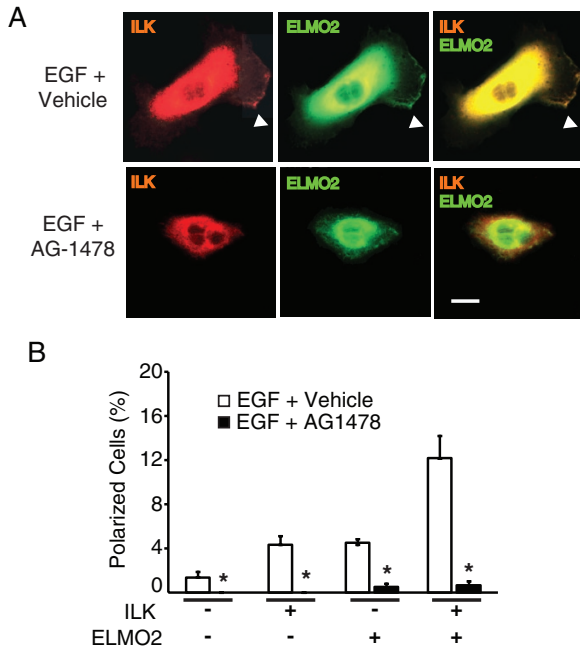 A
ILK
ELMO2
ILK
ELMO2
EGF +
Vehicle
ILK
ELMO2
ILK
ELMO2
EGF +
AG-1478
B
Polarized Cells (%)
20
16
12
8
4
0
EGF + Vehicle
EGF + AG1478
* * * *
ILK - + - +
ELMO2 - - + +